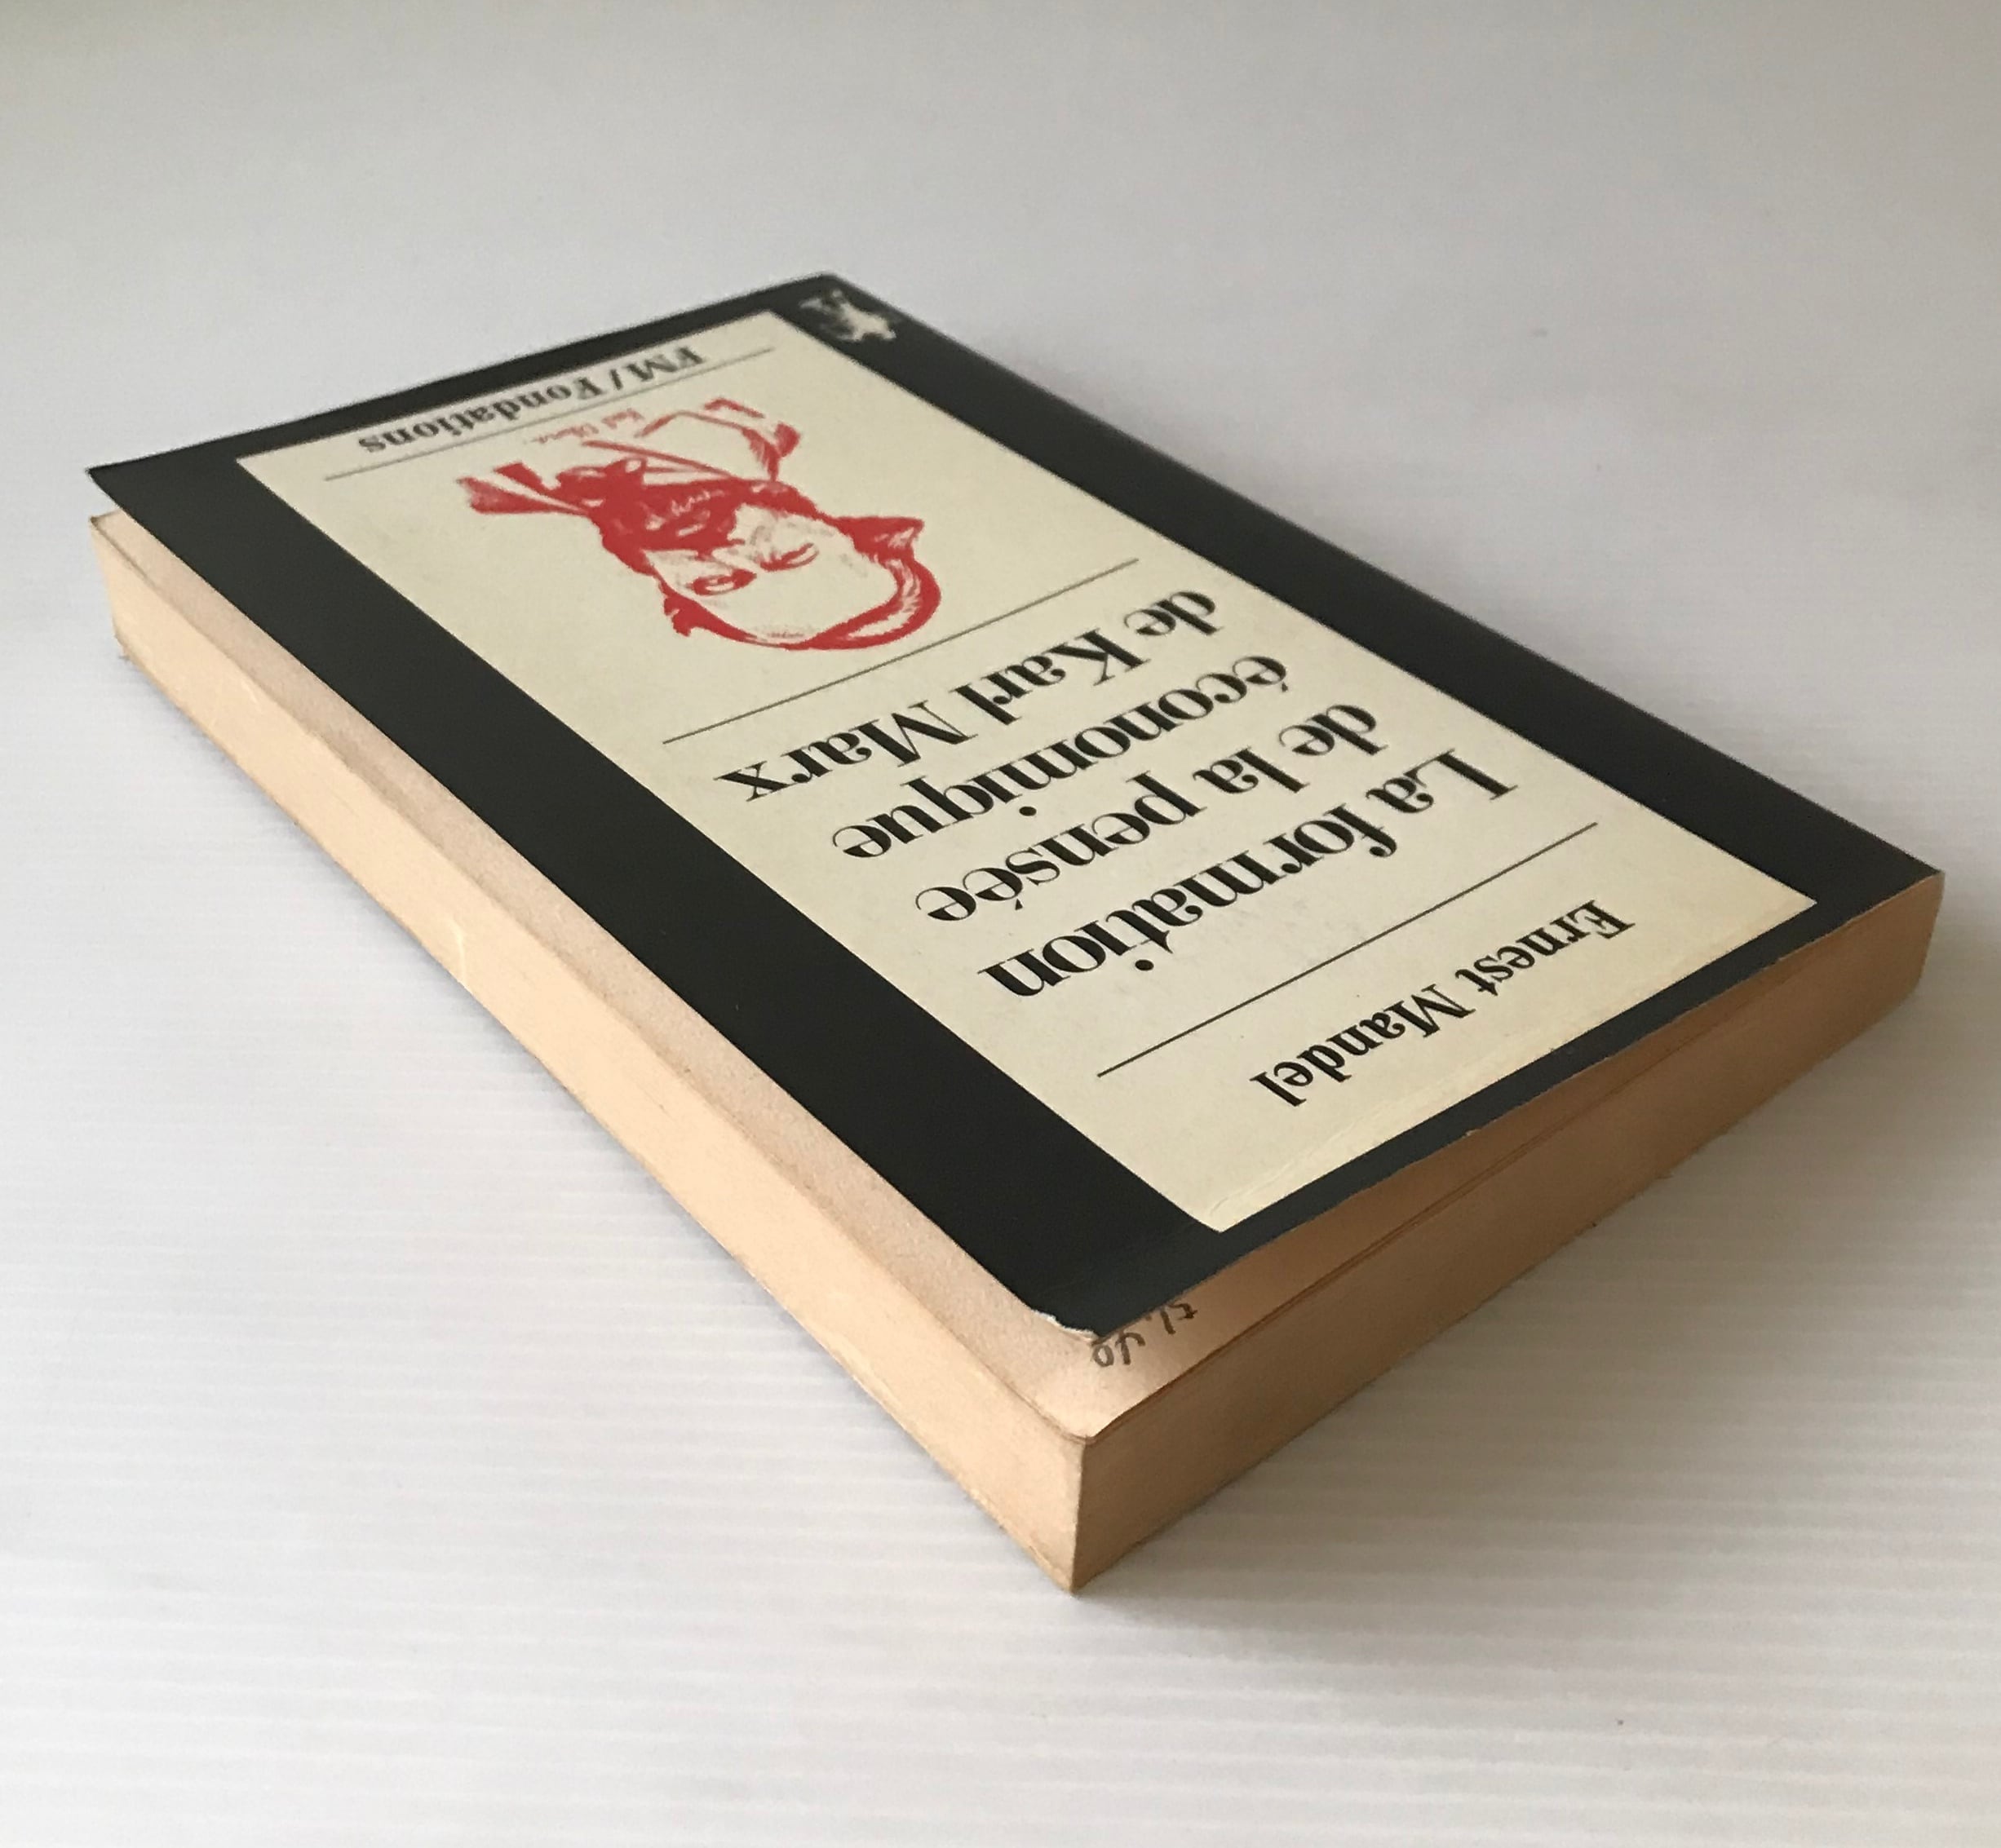 Ernest Mandel
La formation
de la pensée
économique
de Karl Marx
FM/Fondations